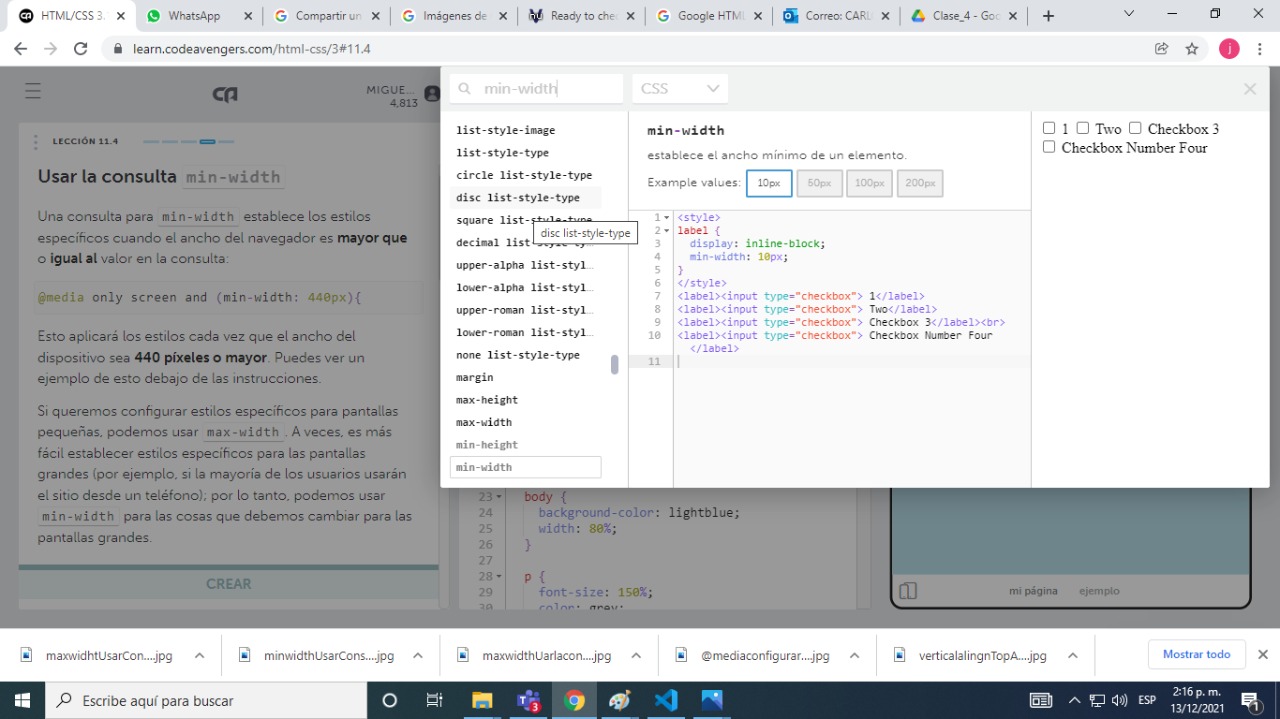 HTML/CSS 3.
WhatsApp
Compartir un
Imágenes de
Ready to che
Google HTML
Correo: CARL
Clase_4 - Goo
learn.codeavengers.com/html-css/3#11.4
j
MIGUE...
4,813
LECCIÓN 11.4
Usar la consulta min-width
Una consulta para min-width establece los estilos
específicos cuando el ancho del navegador es mayor que
o igual al valor en la consulta:
@media only screen and (min-width: 440px){
Esto aplicará los estilos cada vez que el ancho del
dispositivo sea 440 píxeles o mayor. Puedes ver un
ejemplo de esto debajo de las instrucciones.
Si queremos configurar estilos específicos para pantallas
pequeñas, podemos usar max-width. A veces, es más
fácil establecer estilos específicos para las pantallas
grandes (por ejemplo, si la mayoría de los usuarios usarán
el sitio desde un teléfono); por lo tanto, podemos usar
min-width para las cosas que debemos cambiar para las
pantallas grandes.
CREAR
min-width
CSS
list-style-image
list-style-type
circle list-style-type
disc list-style-type
square list-style-type
disc list-style-type
decimal list-style-ty…
upper-alpha list-styl…
lower-alpha list-styl…
upper-roman list-styl…
lower-roman list-styl…
none list-style-type
margin
max-height
max-width
min-height
min-width
min-width
establece el ancho mínimo de un elemento.
Example values: 10px 50px 100px 200px
1 <style>
2 label {
3 display: inline-block;
4 min-width: 10px;
5 }
6 </style>
7 <label><input type="checkbox"> 1</label>
8 <label><input type="checkbox"> Two</label>
9 <label><input type="checkbox"> Checkbox 3</label><br>
10 <label><input type="checkbox"> Checkbox Number Four
</label>
11
1 Two Checkbox 3
Checkbox Number Four
23 body {
24 background-color: lightblue;
25 width: 80%;
26 }
27
28 p {
29 font-size: 150%;
30 color: grey;
mi página ejemplo
maxwidhtUsarCon....jpg
minwidthUsarCons....jpg
maxwidthUarlacon....jpg
@mediaconfigurar....jpg
verticalalingnTopA....jpg
Mostrar todo
Escribe aquí para buscar
3
ESP
2:16 p. m.
13/12/2021
1